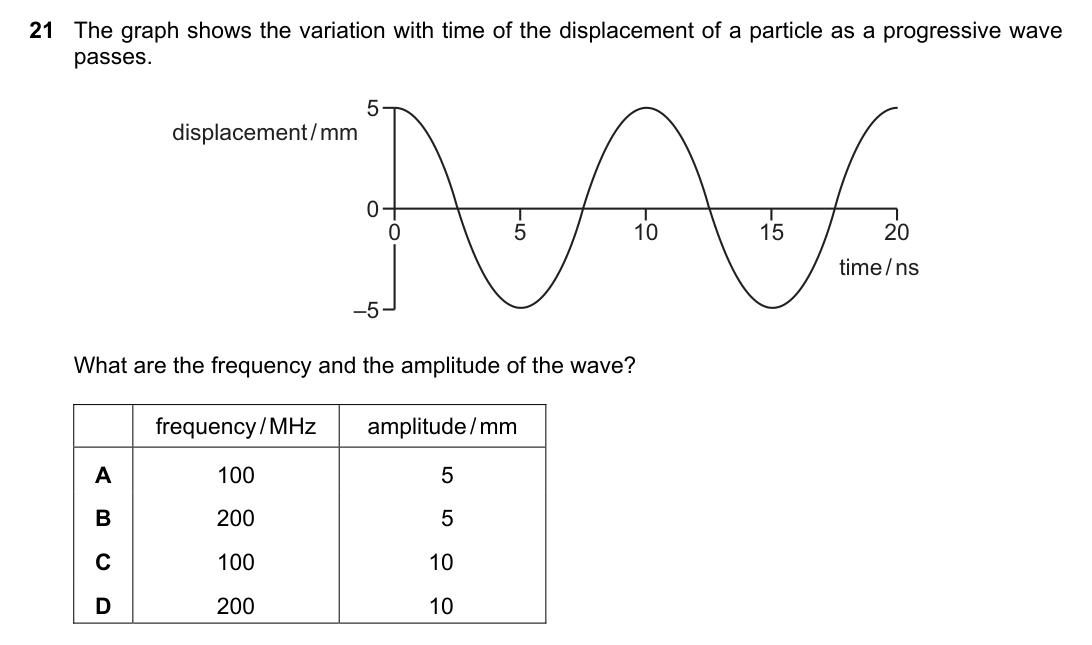 21 The graph shows the variation with time of the displacement of a particle as a progressive wave
passes.
5
displacement / mm
0
0 5 10 15 20
time / ns
–5
What are the frequency and the amplitude of the wave?
frequency / MHz amplitude / mm
A 100 5
B 200 5
C 100 10
D 200 10